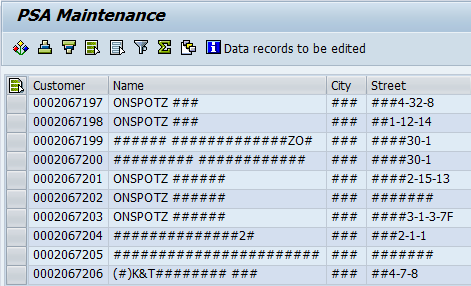 PSA Maintenance
Data records to be edited
Customer Name City Street
0002067197 ONSPOTZ ### ### ###4-32-8
0002067198 ONSPOTZ ### ### ##1-12-14
0002067199 ###### #############ZO# ### ####30-1
0002067200 ######### ############ ### ####30-1
0002067201 ONSPOTZ ###### ### ####2-15-13
0002067202 ONSPOTZ ###### ### #######
0002067203 ONSPOTZ ###### ### ####3-1-3-7F
0002067204 ##############2# ### ###2-1-1
0002067205 ####################### ### #######
0002067206 (#)K&T######## ### ### ##4-7-8